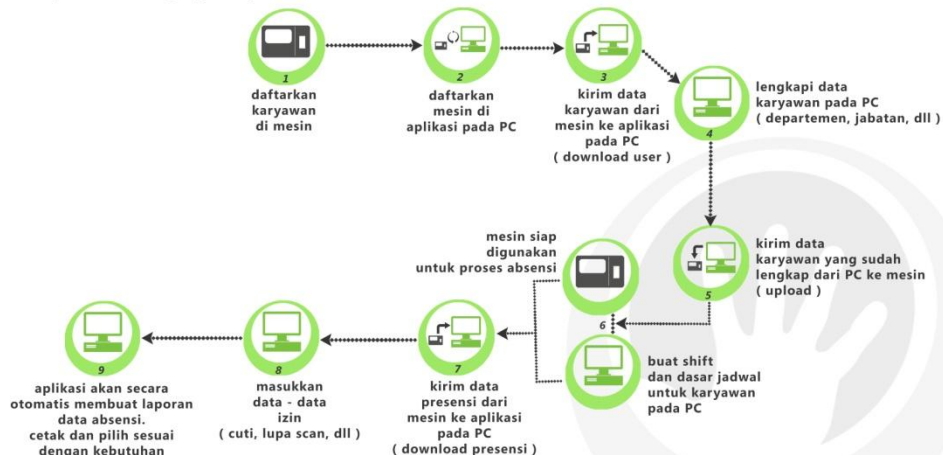 1
daftarkan
karyawan
di mesin
2
daftarkan
mesin di
aplikasi pada PC
3
kirim data
karyawan dari
mesin ke aplikasi
pada PC
( download user )
4
lengkapi data
karyawan pada PC
( departemen, jabatan, dll )
5
kirim data
karyawan yang sudah
lengkap dari PC ke mesin
( upload )
mesin siap
digunakan
untuk proses absensi
6
buat shift
dan dasar jadwal
untuk karyawan
pada PC
7
kirim data
presensi dari
mesin ke aplikasi
pada PC
( download presensi )
8
masukkan
data - data
izin
( cuti, lupa scan, dll )
9
aplikasi akan secara
otomatis membuat laporan
data absensi.
cetak dan pilih sesuai
dengan kebutuhan